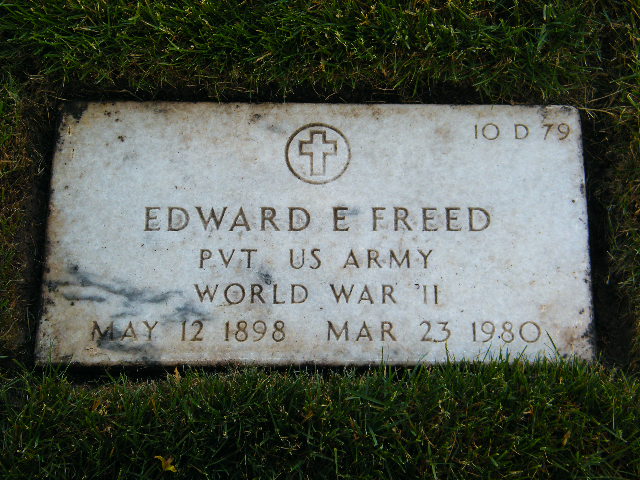 10 D 79
EDWARD E FREED
PVT US ARMY
WORLD WAR II
MAY 12 1898 MAR 23 1980